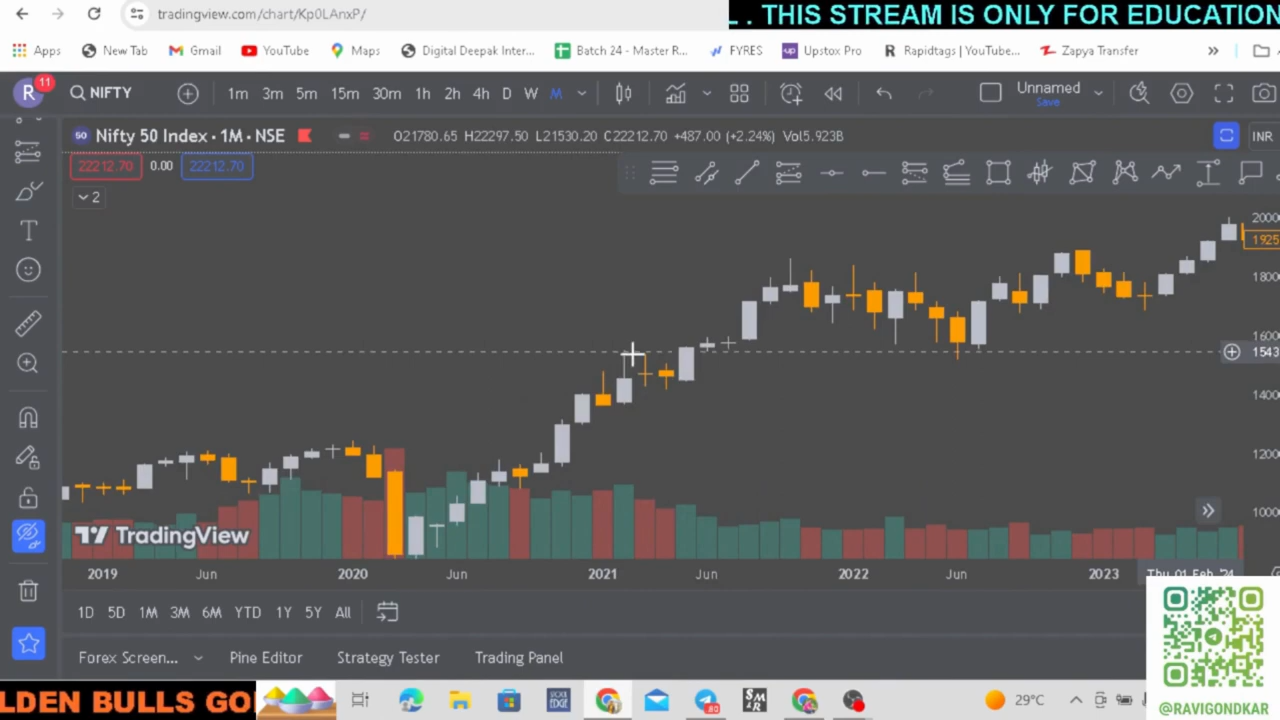 tradingview.com/chart/Kp0LAnxP/
L . THIS STREAM IS ONLY FOR EDUCATION
Apps New Tab Gmail YouTube Maps Digital Deepak Inter... Batch 24 - Master R... FYRES Upstox Pro Rapidtags | YouTube... Zapya Transfer »
R 11 NIFTY 1m 3m 5m 15m 30m 1h 2h 4h D W M Unnamed
Save
50 Nifty 50 Index · 1M · NSE O21780.65 H22297.50 L21530.20 C22212.70 +487.00 (+2.24%) Vol5.923B INR
22212.70 0.00 22212.70
2
2000
1925
1800
1600
1543
1400
1200
1000
TradingView
2019 Jun 2020 Jun 2021 Jun 2022 Jun 2023 Thu 01 Feb '24
1D 5D 1M 3M 6M YTD 1Y 5Y All
Forex Screen... Pine Editor Strategy Tester Trading Panel
LDEN BULLS GO
STOCK EDGE
29°C
@RAVIGONDKAR